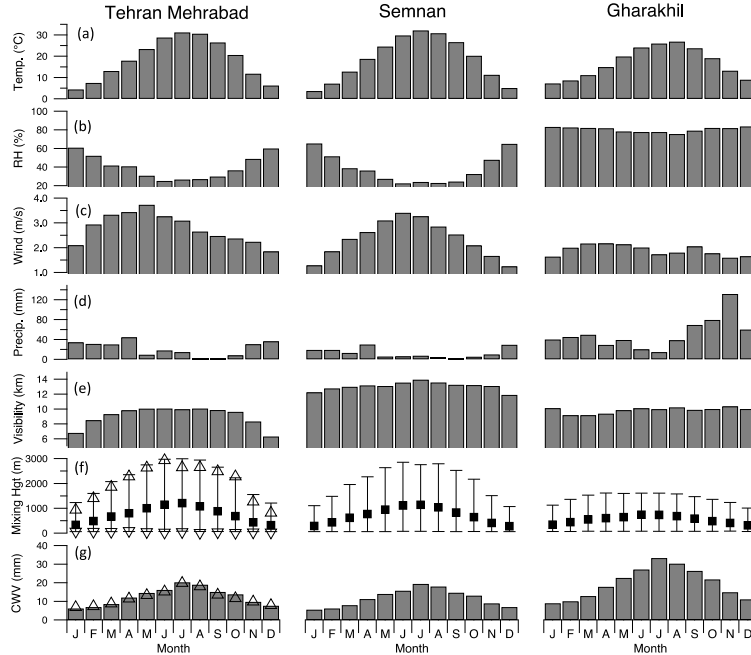 Tehran Mehrabad Semnan Gharakhil
(a)
Temp. (°C)
30
20
10
0
(b)
RH (%)
100
80
60
40
20
(c)
Wind (m/s)
4.0
3.0
2.0
1.0
(d)
Precip. (mm)
120
80
40
0
(e)
Visibility (km)
14
12
10
8
6
(f)
Mixing Hgt (m)
3000
2000
1000
0
(g)
CWV (mm)
40
30
20
10
0
J F M A M J J A S O N D J F M A M J J A S O N D J F M A M J J A S O N D
Month Month Month